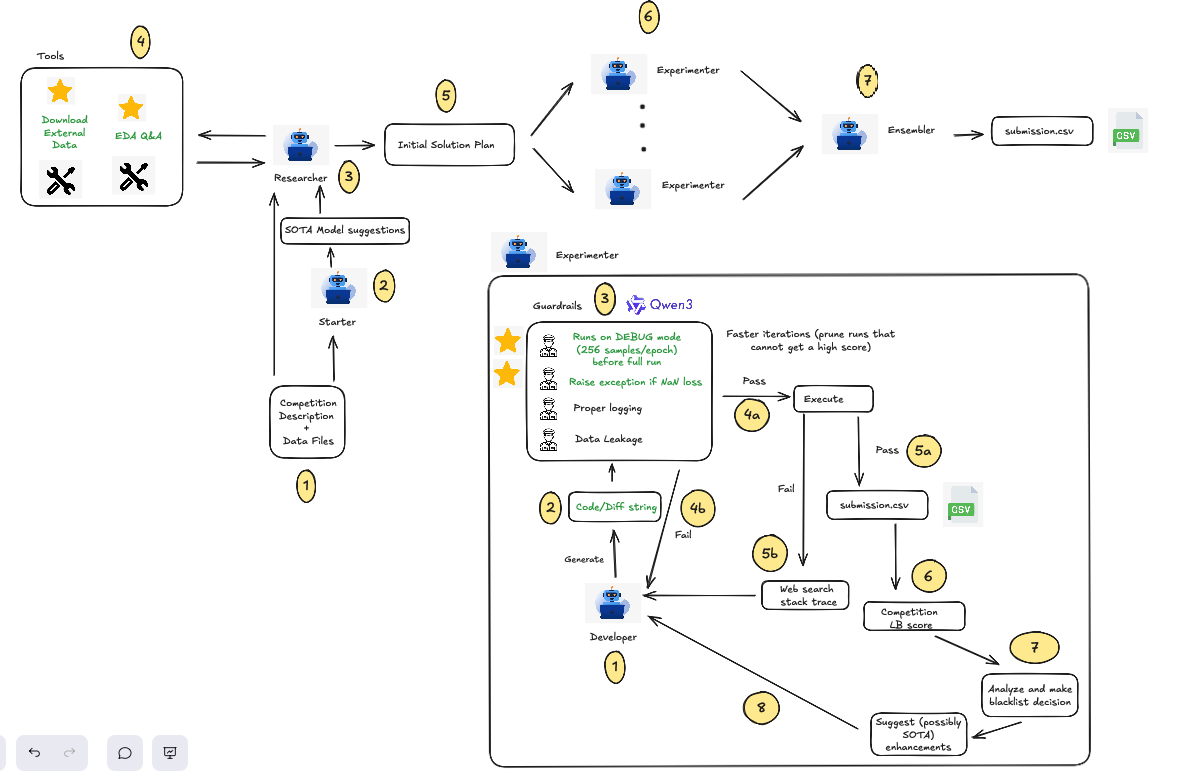 6
4
Tools
Download
External
Data
EDA Q&A
5
Initial Solution Plan
Researcher
3
SOTA Model suggestions
2
Starter
Competition
Description
+
Data Files
1
Experimenter
Experimenter
7
Ensembler
submission.csv
CSV
Experimenter
Guardrails
3
Qwen3
Runs on DEBUG mode
(256 samples/epoch)
before full run
Raise exception if NaN loss
Proper logging
Data Leakage
Faster iterations (prune runs that
cannot get a high score)
Pass
4a
Execute
Pass
5a
Fail
submission.csv
CSV
2
Code/Diff string
4b
Fail
Generate
5b
Web search
stack trace
6
Competition
LB score
Developer
1
7
Analyze and make
blacklist decision
8
Suggest (possibly
SOTA)
enhancements